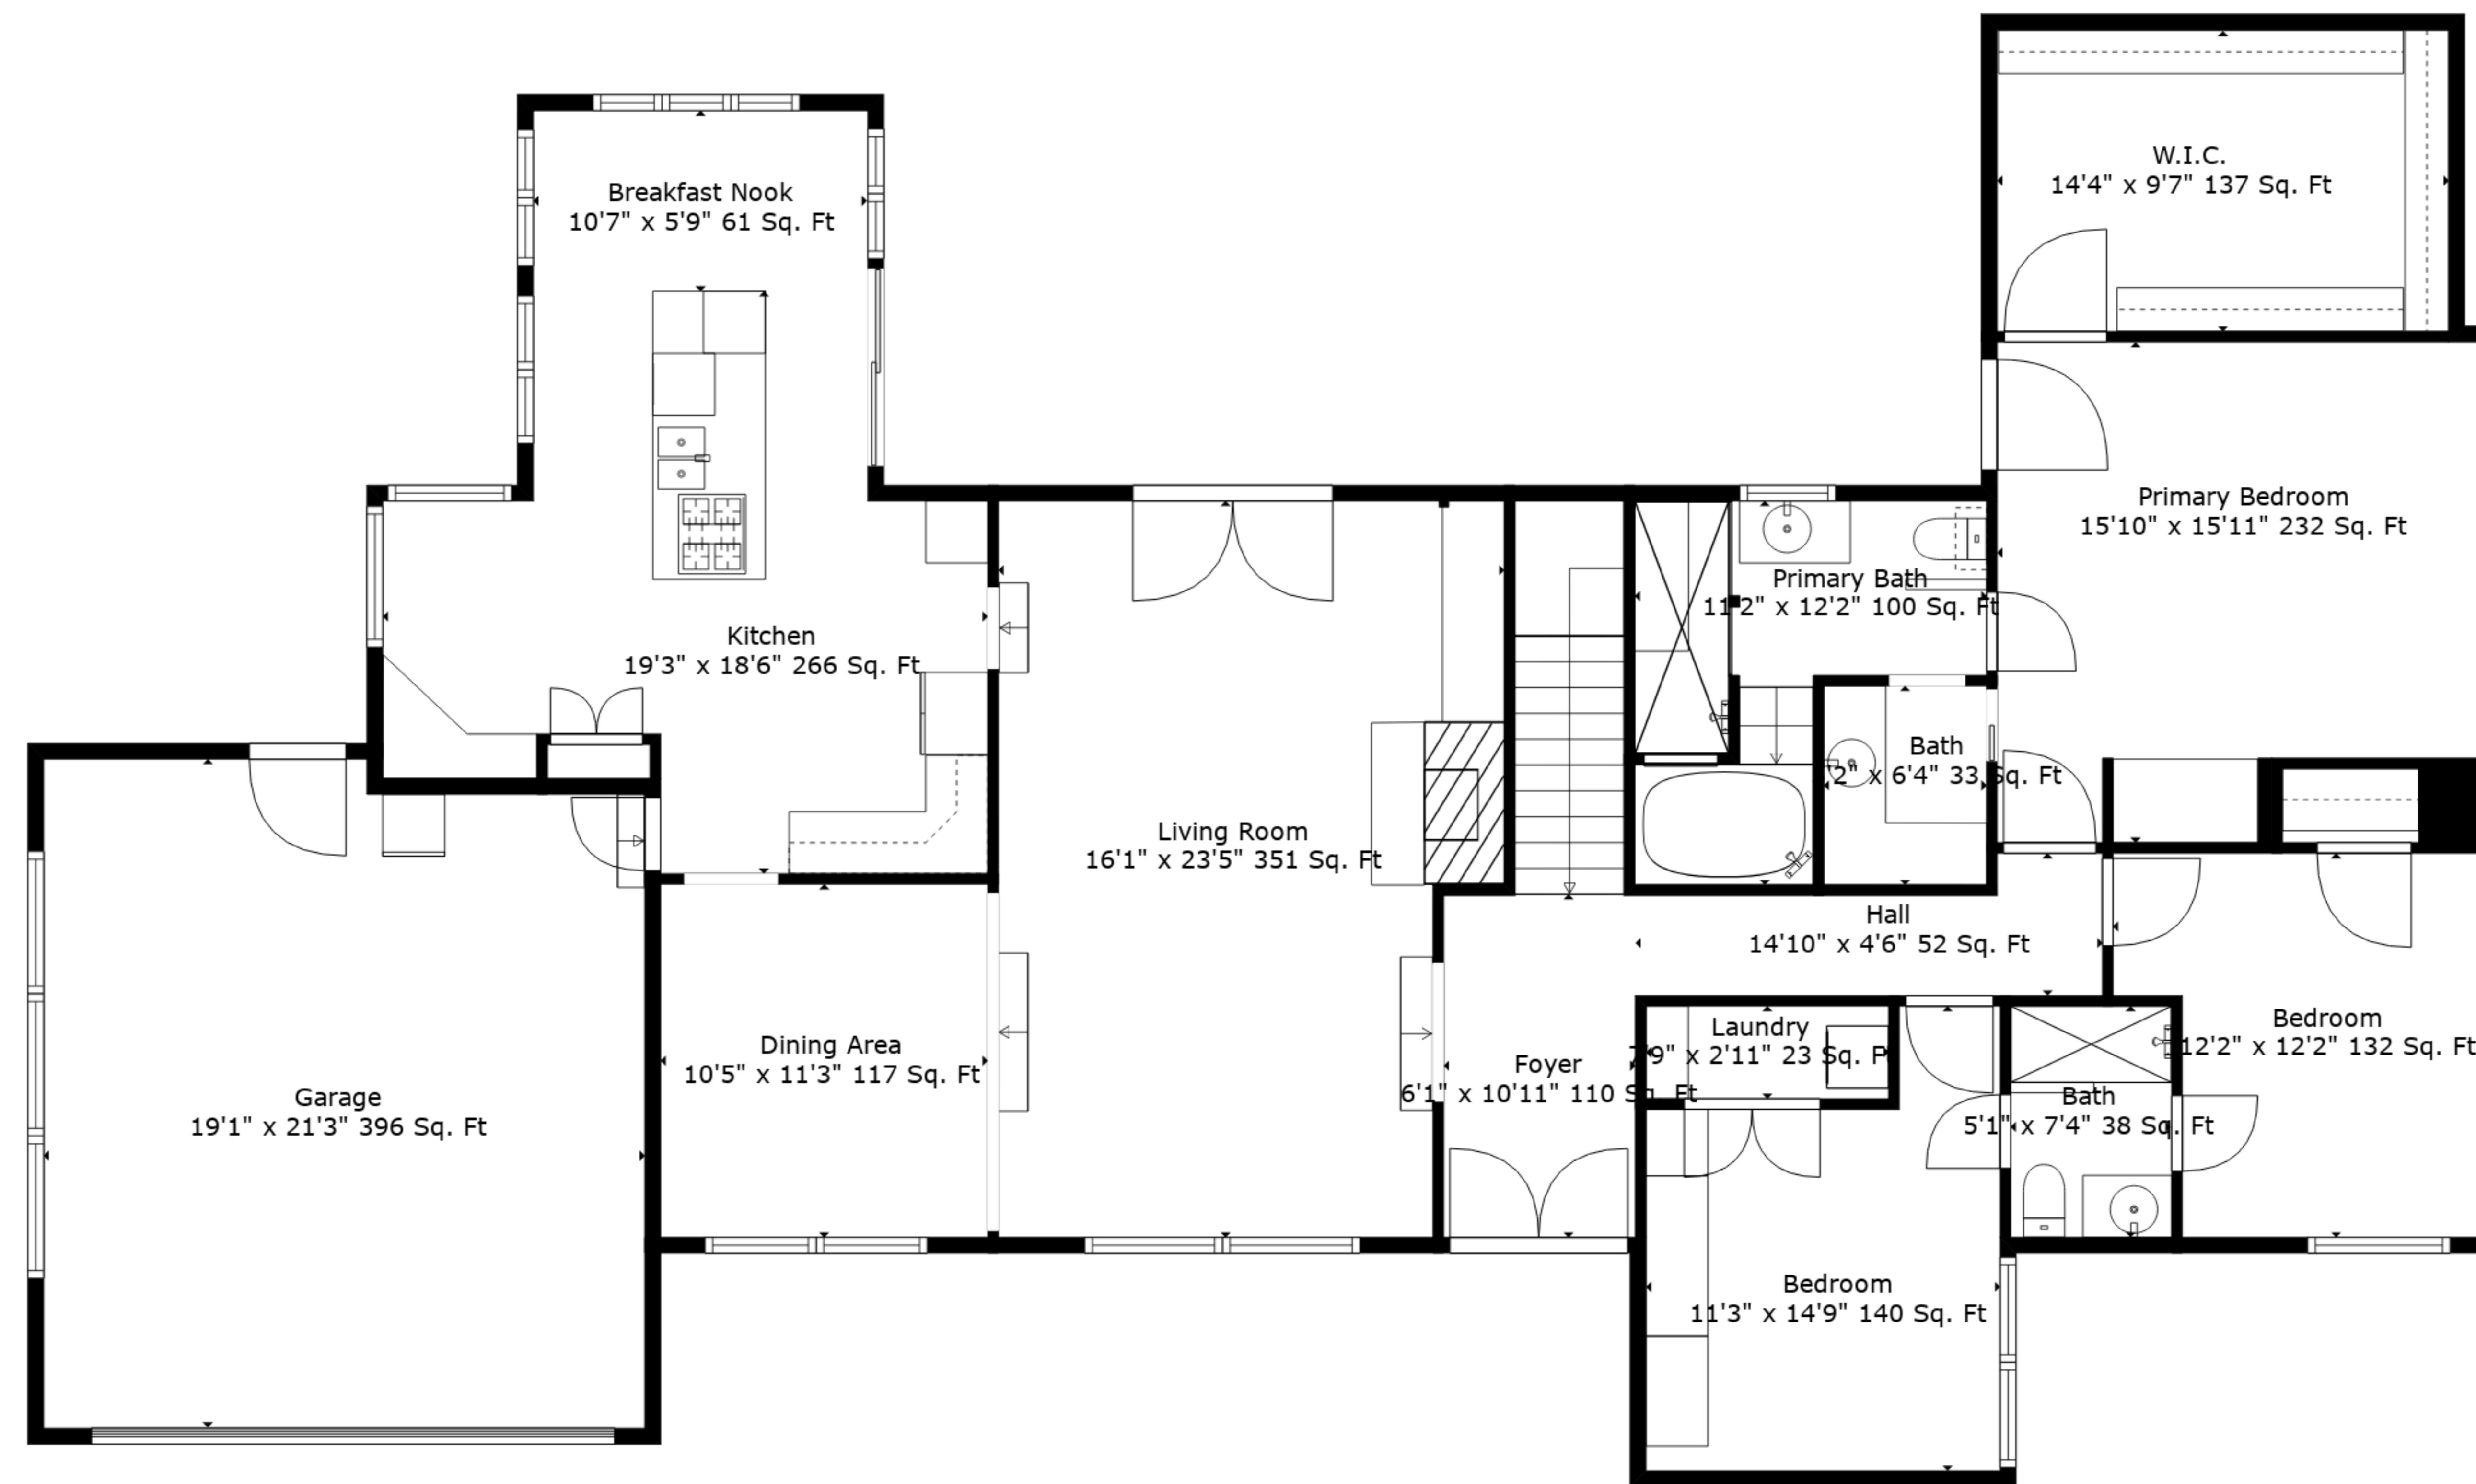 W.I.C.
14'4" x 9'7" 137 Sq. Ft
Breakfast Nook
10'7" x 5'9" 61 Sq. Ft
Primary Bedroom
15'10" x 15'11" 232 Sq. Ft
Primary Bath
11'2" x 12'2" 100 Sq. Ft
Kitchen
19'3" x 18'6" 266 Sq. Ft
Bath
2" x 6'4" 33 Sq. Ft
Living Room
16'1" x 23'5" 351 Sq. Ft
Hall
14'10" x 4'6" 52 Sq. Ft
Bedroom
12'2" x 12'2" 132 Sq. Ft
Laundry
7'9" x 2'11" 23 Sq. F
Dining Area
10'5" x 11'3" 117 Sq. Ft
Foyer
6'1" x 10'11" 110 Sq. Ft
Garage
19'1" x 21'3" 396 Sq. Ft
Bath
5'1" x 7'4" 38 Sq. Ft
Bedroom
11'3" x 14'9" 140 Sq. Ft